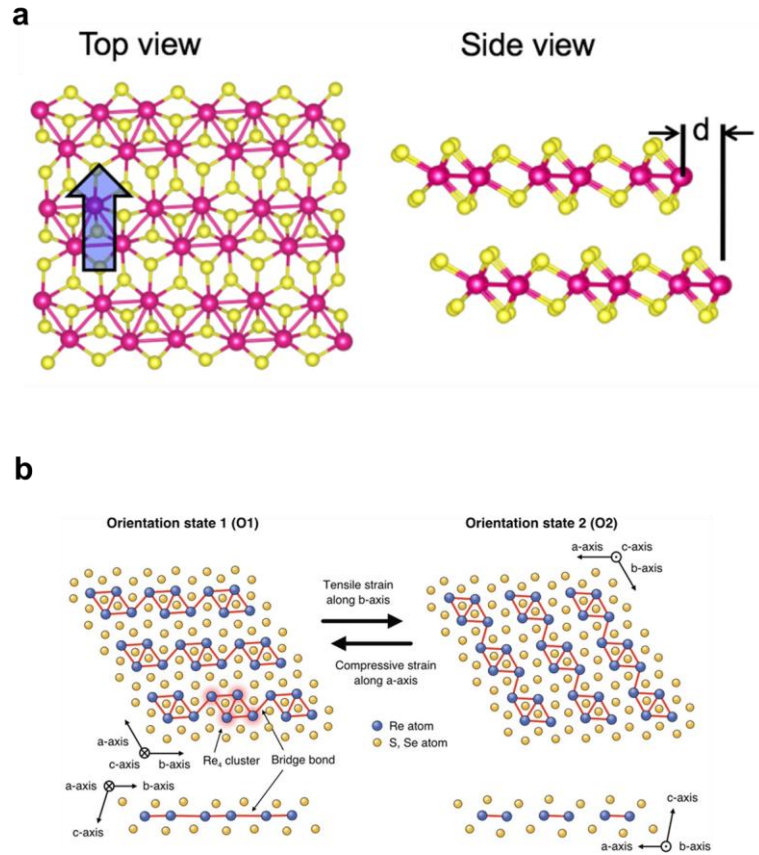 a
Top view
Side view
d
b
Orientation state 1 (O1)
Orientation state 2 (O2)
a-axis
c-axis
b-axis
Tensile strain
along b-axis
Compressive strain
along a-axis
Re atom
S, Se atom
a-axis
c-axis
b-axis
Re4 cluster
Bridge bond
a-axis
b-axis
c-axis
c-axis
a-axis
b-axis